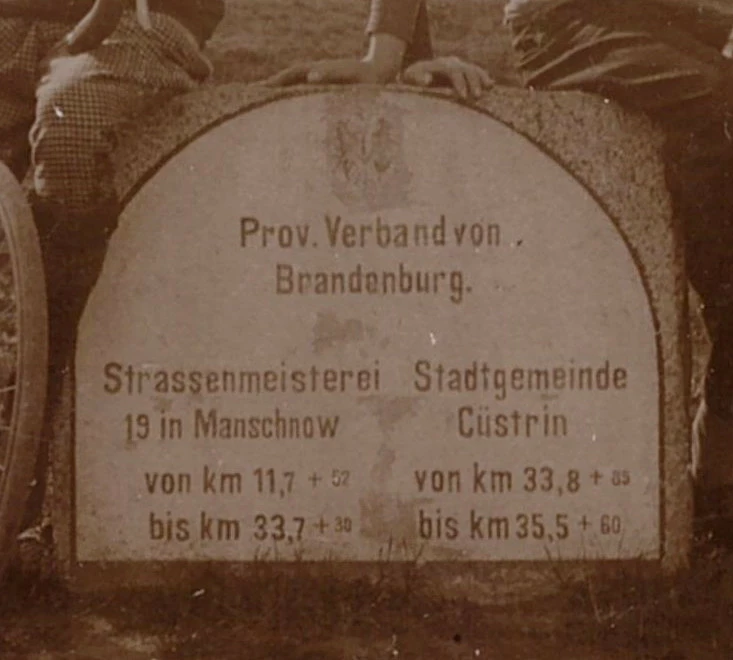 Prov. Verband von
Brandenburg.
Strassenmeisterei
19 in Manschnow
von km 11,7 + 52
bis km 33,7 + 30
Stadtgemeinde
Cüstrin
von km 33,8 + 85
bis km 35,5 + 60